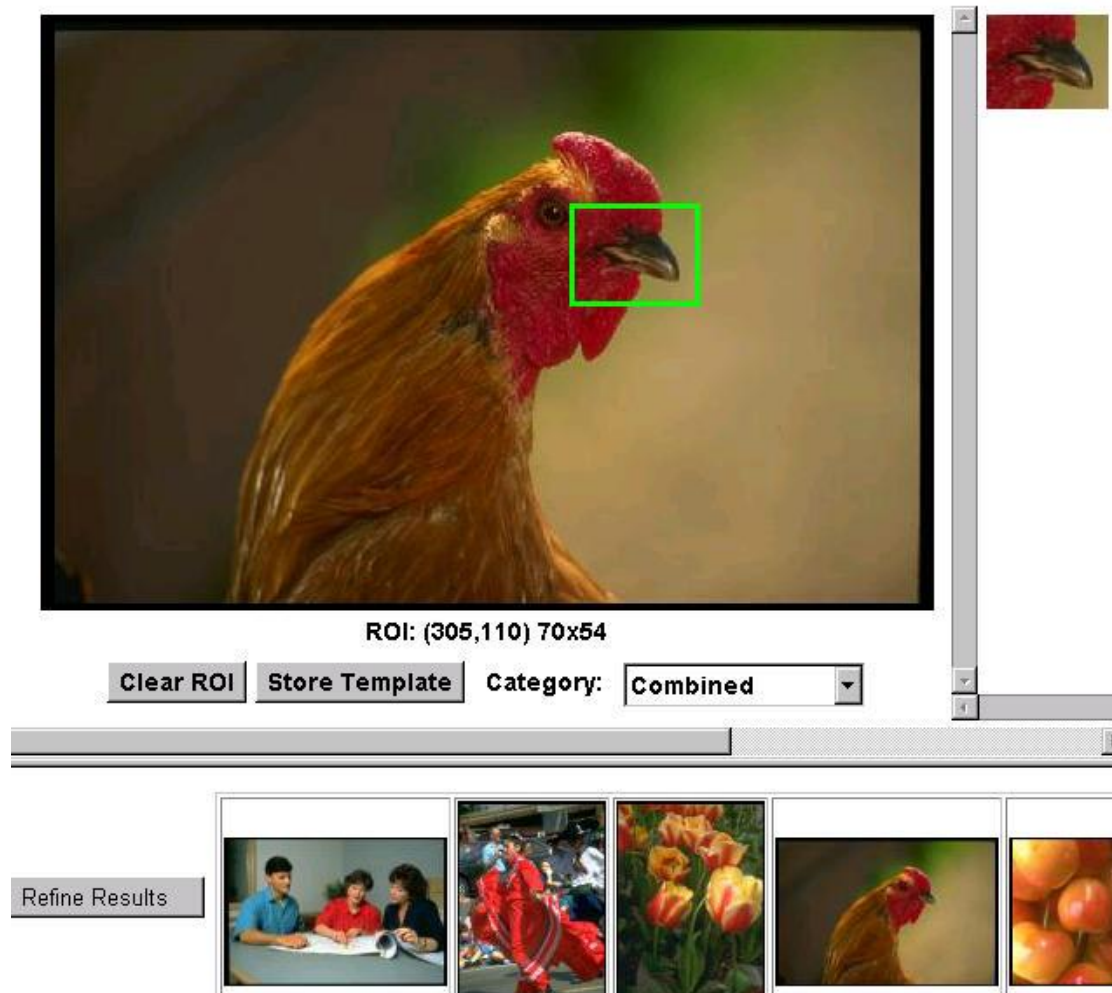 ROI: (305,110) 70x54
Clear ROI Store Template Category: Combined
Refine Results